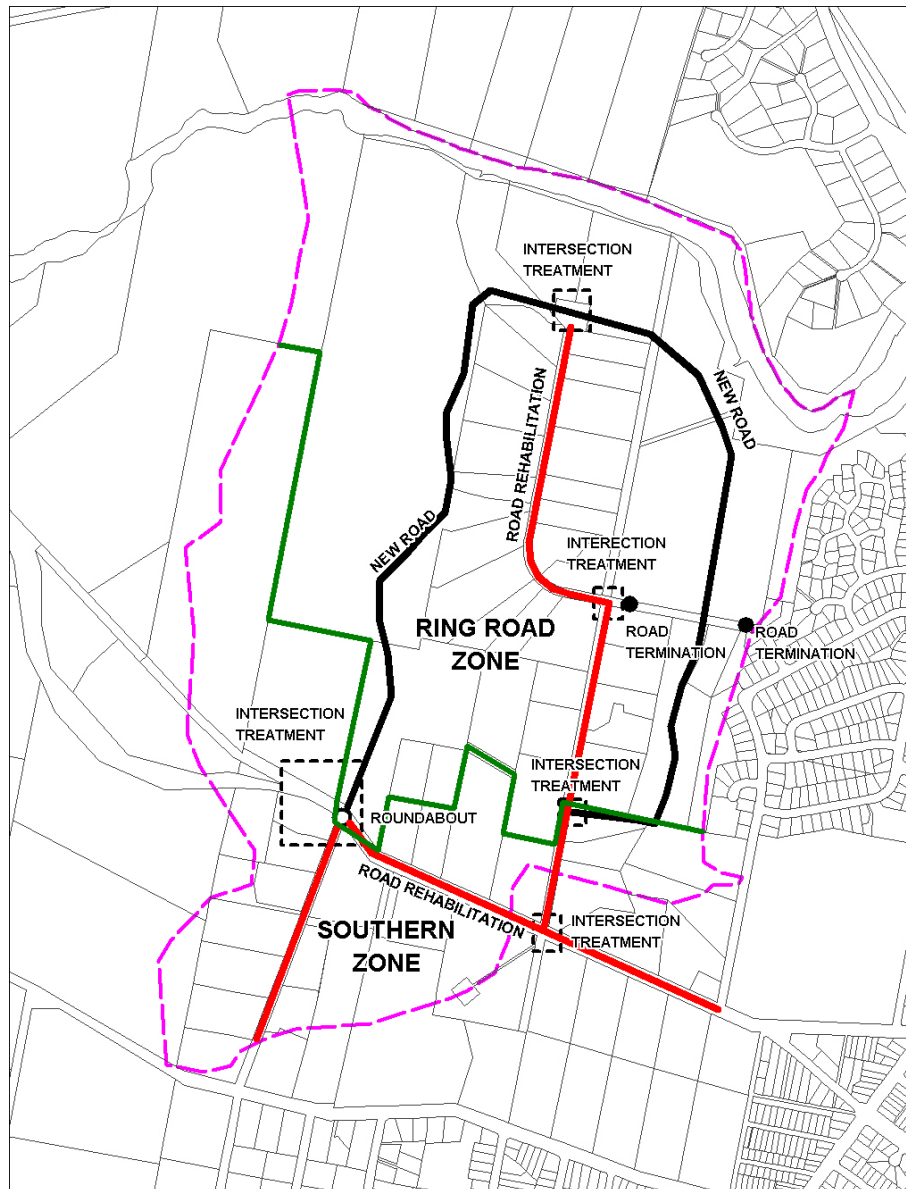 INTERSECTION
TREATMENT
NEW ROAD
ROAD REHABILITATION
NEW ROAD
INTERECTION
TREATMENT
RING ROAD
ZONE
ROAD
TERMINATION
ROAD
TERMINATION
INTERSECTION
TREATMENT
INTERSECTION
TREATMENT
ROUNDABOUT
ROAD REHABILITATION
SOUTHERN
ZONE
INTERSECTION
TREATMENT